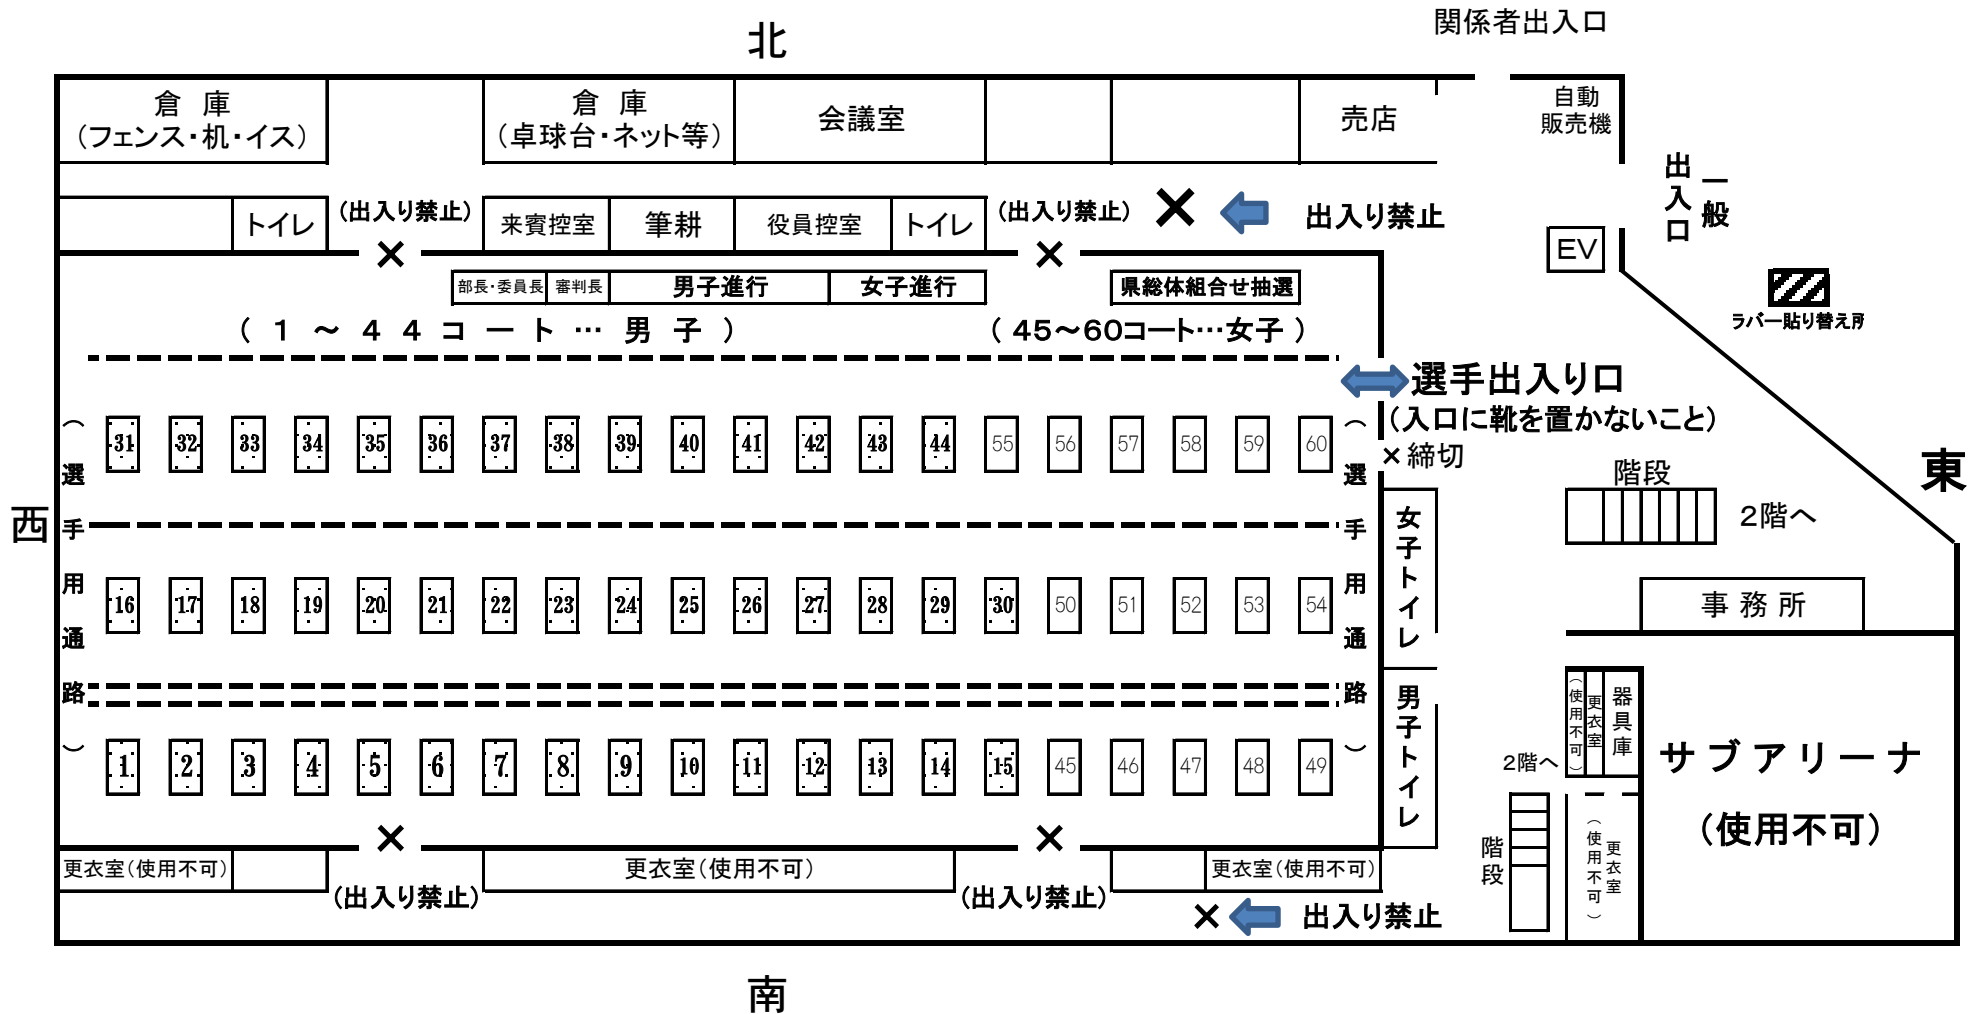 関係者出入口
北
倉 庫
(フェンス・机・イス)
倉 庫
(卓球台・ネット等)
会議室
売店
自動
販売機
出入口
一般
トイレ
(出入り禁止)
来賓控室
筆耕
役員控室
トイレ
(出入り禁止)
×
出入り禁止
×
×
EV
部長・委員長
審判長
男子進行
女子進行
県総体組合せ抽選
ラバー貼り替え所
(1~44コート…男子)
(45~60コート…女子)
選手出入り口
(入口に靴を置かないこと)
×締切
(選手用通路)
31 32 33 34 35 36 37 38 39 40 41 42 43 44 55 56 57 58 59 60
(選手用通路)
階段
2階へ
東
西
女子トイレ
16 17 18 19 20 21 22 23 24 25 26 27 28 29 30 50 51 52 53 54
事務所
男子トイレ
1 2 3 4 5 6 7 8 9 10 11 12 13 14 15 45 46 47 48 49
(使用不可)
更衣室
器具庫
2階へ
サブアリーナ
(使用不可)
×
×
階段
(使用不可)
更衣室
更衣室(使用不可)
(出入り禁止)
更衣室(使用不可)
(出入り禁止)
更衣室(使用不可)
×
出入り禁止
南